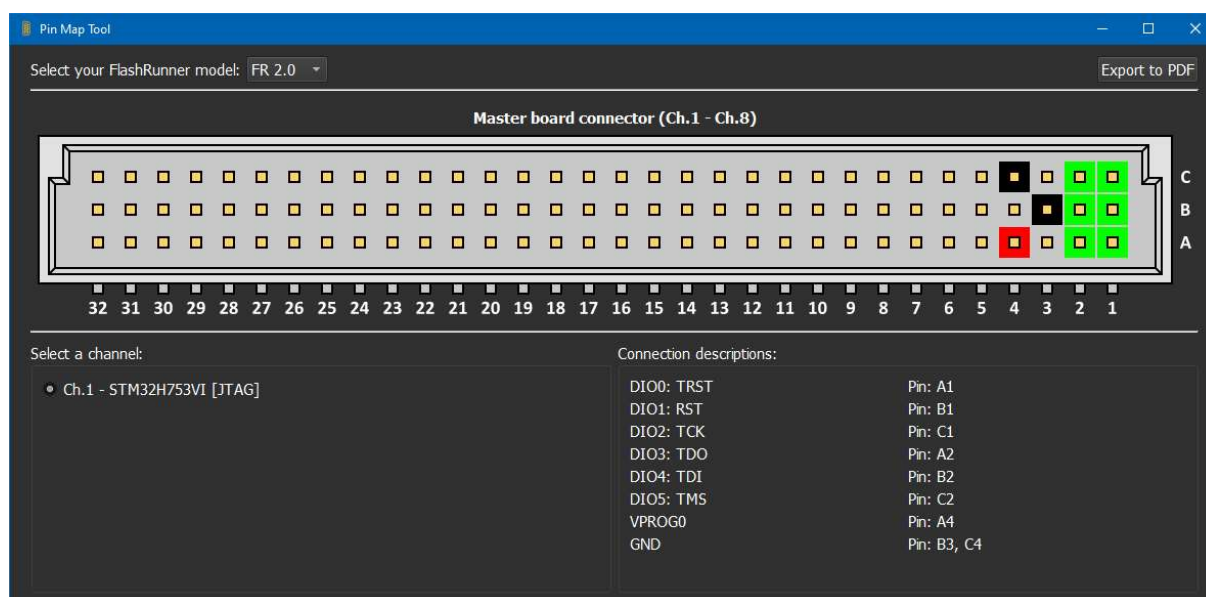 Pin Map Tool
Select your FlashRunner model: FR 2.0
Export to PDF
Master board connector (Ch.1 - Ch.8)
C
B
A
32 31 30 29 28 27 26 25 24 23 22 21 20 19 18 17 16 15 14 13 12 11 10 9 8 7 6 5 4 3 2 1
Select a channel:
Ch.1 - STM32H753VI [JTAG]
Connection descriptions:
DIO0: TRST Pin: A1
DIO1: RST Pin: B1
DIO2: TCK Pin: C1
DIO3: TDO Pin: A2
DIO4: TDI Pin: B2
DIO5: TMS Pin: C2
VPROG0 Pin: A4
GND Pin: B3, C4